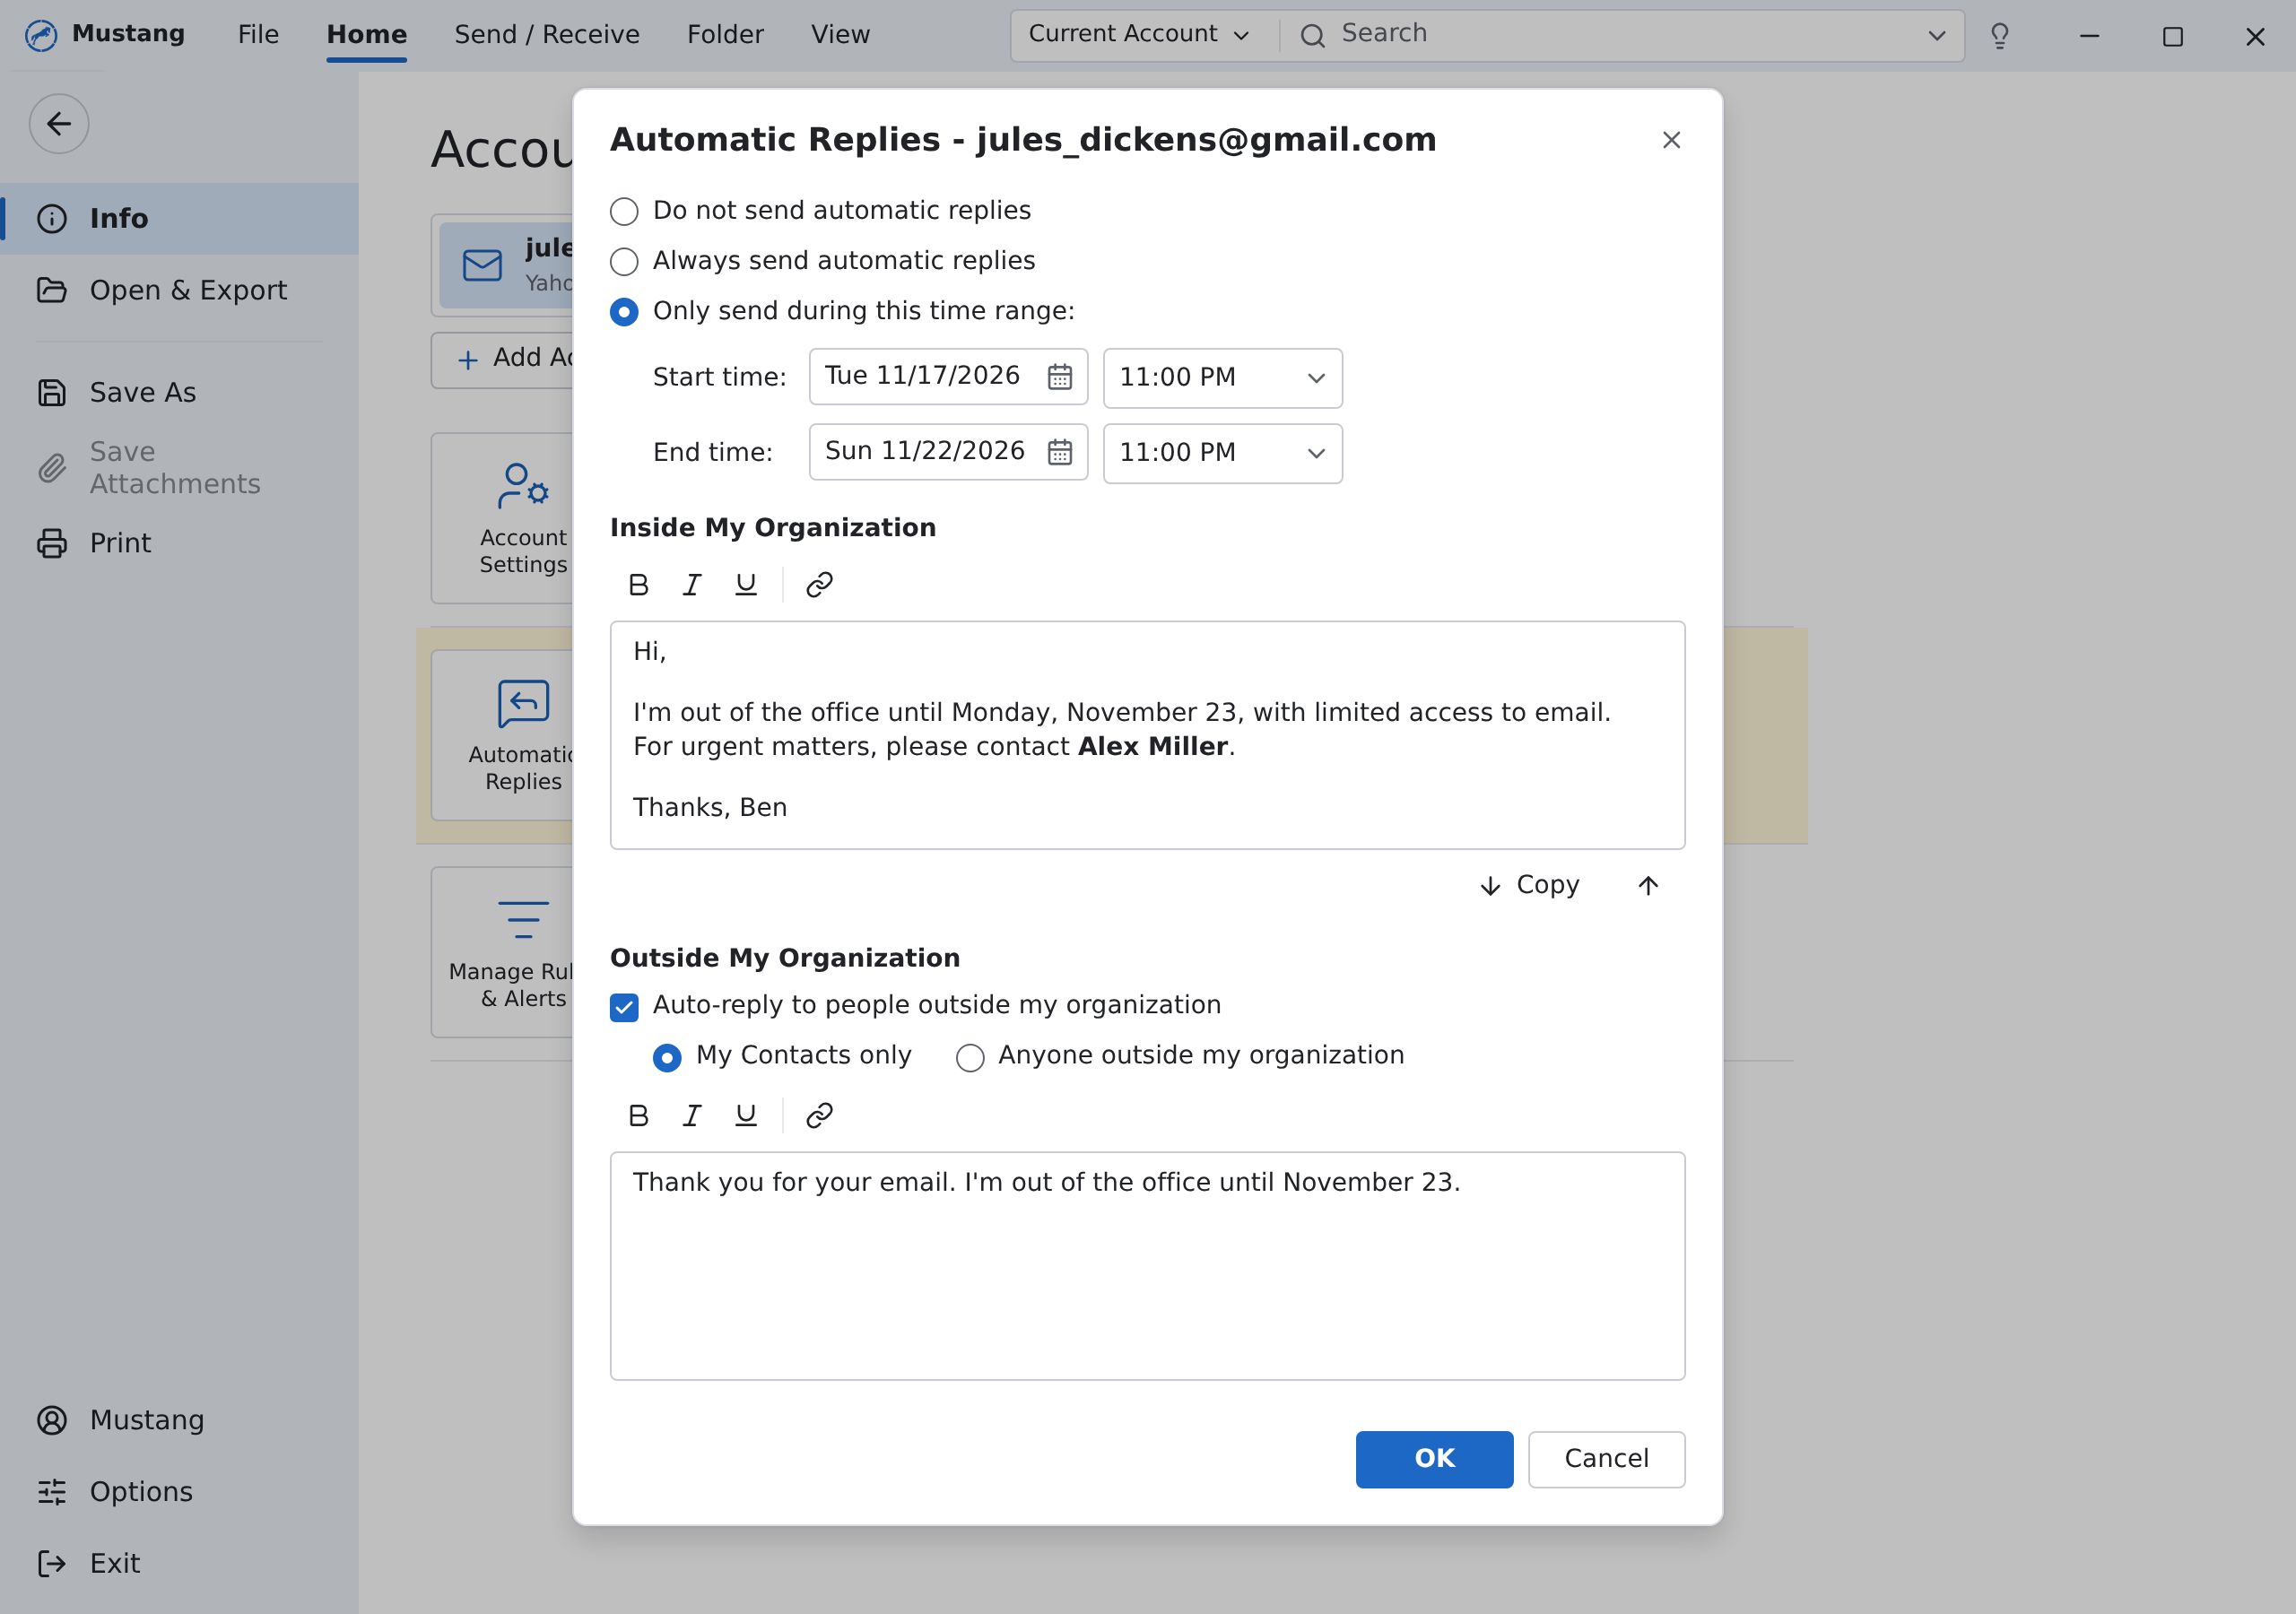 Mustang File Home Send / Receive Folder View Current Account Search
Info
Open & Export
Save As
Save
Attachments
Print
Mustang
Options
Exit
Account
Settings
Automatic
Replies
& Alerts
Automatic Replies - jules_dickens@gmail.com
Do not send automatic replies
Always send automatic replies
Only send during this time range:
Start time: Tue 11/17/2026 11:00 PM
End time: Sun 11/22/2026 11:00 PM
Inside My Organization
B I U
Hi,
I'm out of the office until Monday, November 23, with limited access to email.
For urgent matters, please contact Alex Miller.
Thanks, Ben
Copy
Outside My Organization
Auto-reply to people outside my organization
My Contacts only Anyone outside my organization
B I U
Thank you for your email. I'm out of the office until November 23.
OK Cancel